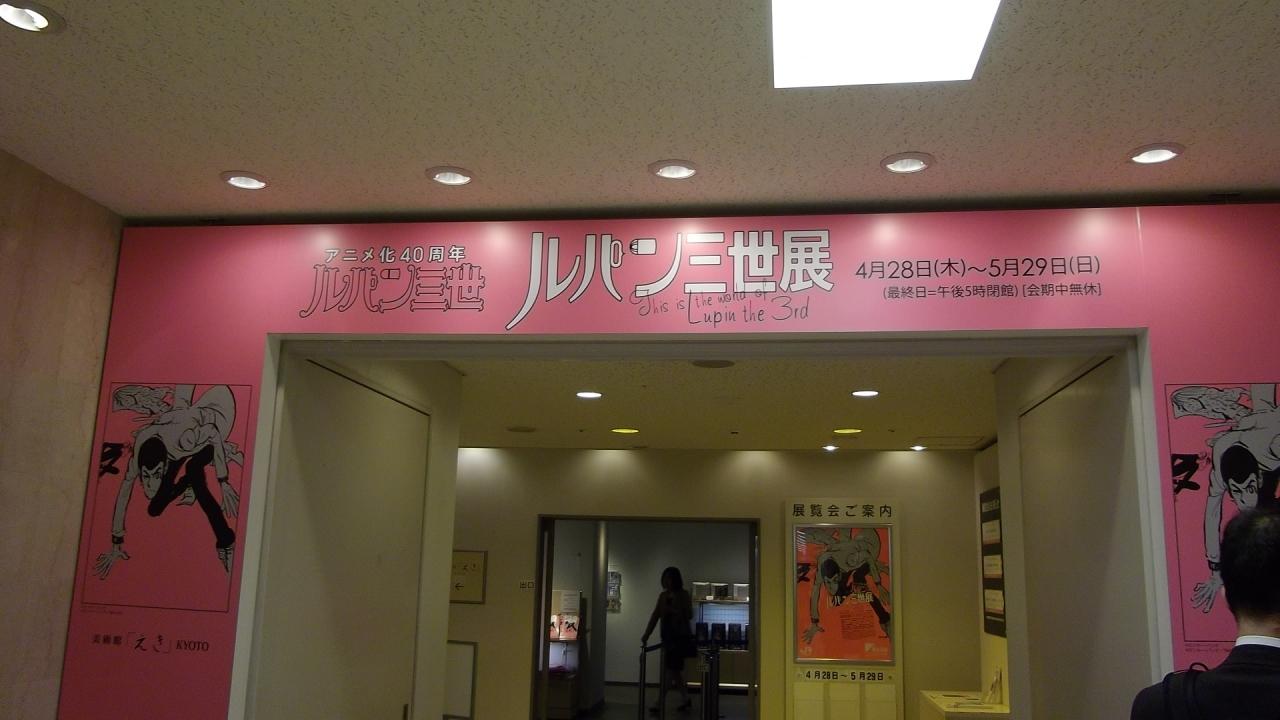 アニメ化40周年
ルパン三世
ルパン三世展
This is the world of
Lupin the 3rd
4月28日(木)～5月29日(日)
(最終日=午後5時閉館) [会期中無休]
美術館「えき」KYOTO
出口
えき
←
展覧会ご案内
ルパン三世展
4月28日～5月29日